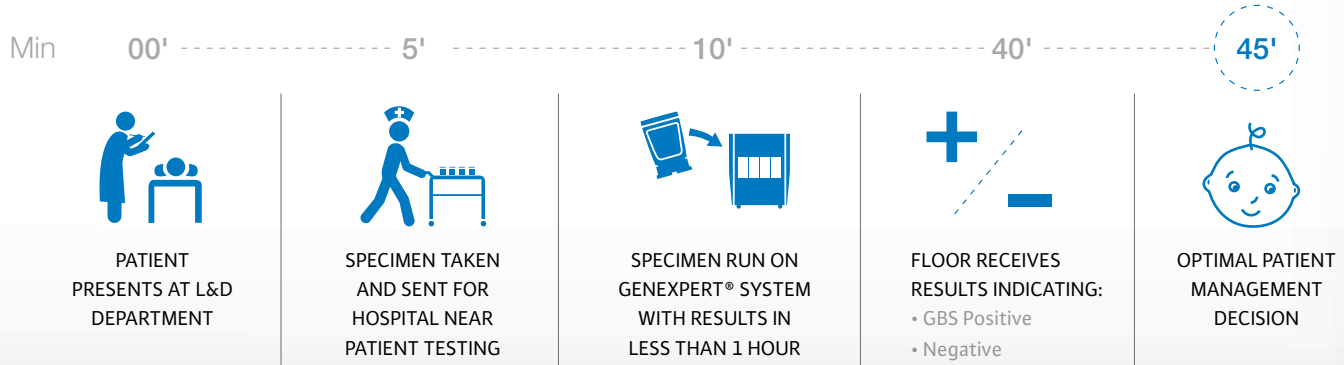 Min 00' 5' 10' 40' 45'
PATIENT
PRESENTS AT L&D
DEPARTMENT
SPECIMEN TAKEN
AND SENT FOR
HOSPITAL NEAR
PATIENT TESTING
SPECIMEN RUN ON
GENEXPERT® SYSTEM
WITH RESULTS IN
LESS THAN 1 HOUR
FLOOR RECEIVES
RESULTS INDICATING:
• GBS Positive
• Negative
OPTIMAL PATIENT
MANAGEMENT
DECISION